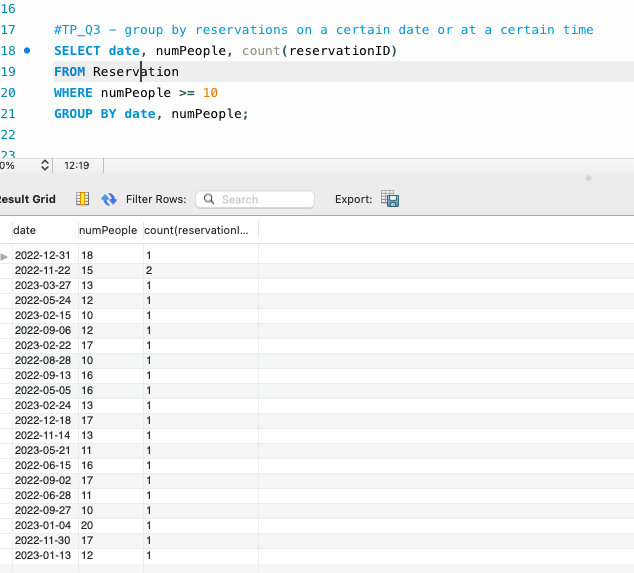 16
17 #TP_Q3 - group by reservations on a certain date or at a certain time
18 SELECT date, numPeople, count(reservationID)
19 FROM Reservation
20 WHERE numPeople >= 10
21 GROUP BY date, numPeople;
22
23
0% 12:19
esult Grid Filter Rows: Search Export:
date numPeople count(reservationI...
2022-12-31 18 1
2022-11-22 15 2
2023-03-27 13 1
2022-05-24 12 1
2023-02-15 10 1
2022-09-06 12 1
2023-02-22 17 1
2022-08-28 10 1
2022-09-13 16 1
2022-05-05 16 1
2023-02-24 13 1
2022-12-18 17 1
2022-11-14 13 1
2023-05-21 11 1
2022-06-15 16 1
2022-09-02 17 1
2022-06-28 11 1
2022-09-27 10 1
2023-01-04 20 1
2022-11-30 17 1
2023-01-13 12 1